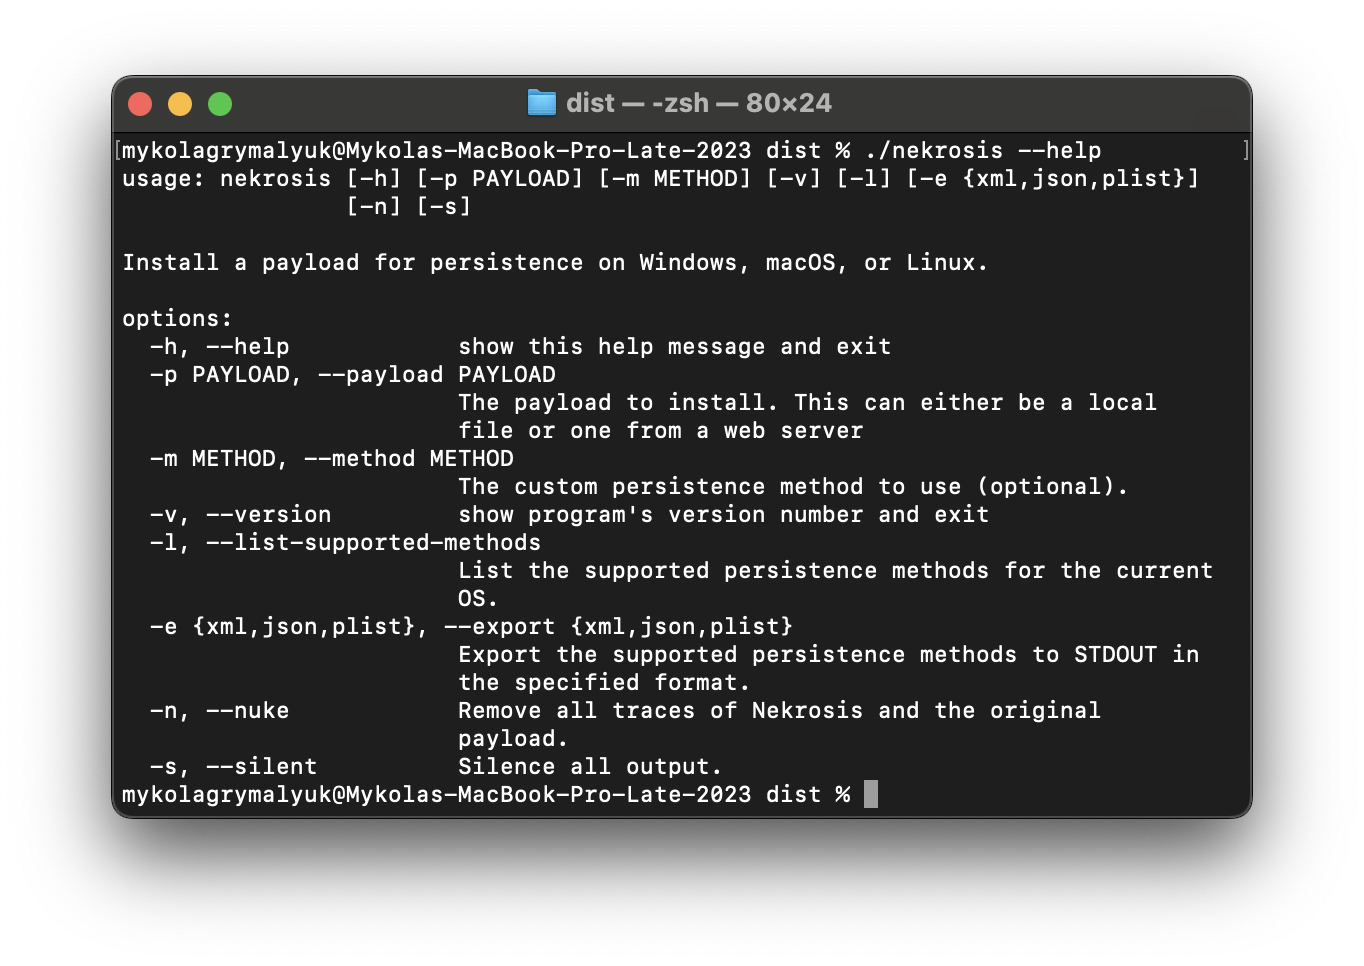 dist — -zsh — 80×24
[mykolagrymalyuk@Mykolas-MacBook-Pro-Late-2023 dist % ./nekrosis --help ]
usage: nekrosis [-h] [-p PAYLOAD] [-m METHOD] [-v] [-l] [-e {xml,json,plist}]
                [-n] [-s]

Install a payload for persistence on Windows, macOS, or Linux.

options:
  -h, --help            show this help message and exit
  -p PAYLOAD, --payload PAYLOAD
                        The payload to install. This can either be a local
                        file or one from a web server
  -m METHOD, --method METHOD
                        The custom persistence method to use (optional).
  -v, --version         show program's version number and exit
  -l, --list-supported-methods
                        List the supported persistence methods for the current
                        OS.
  -e {xml,json,plist}, --export {xml,json,plist}
                        Export the supported persistence methods to STDOUT in
                        the specified format.
  -n, --nuke            Remove all traces of Nekrosis and the original
                        payload.
  -s, --silent          Silence all output.
mykolagrymalyuk@Mykolas-MacBook-Pro-Late-2023 dist %